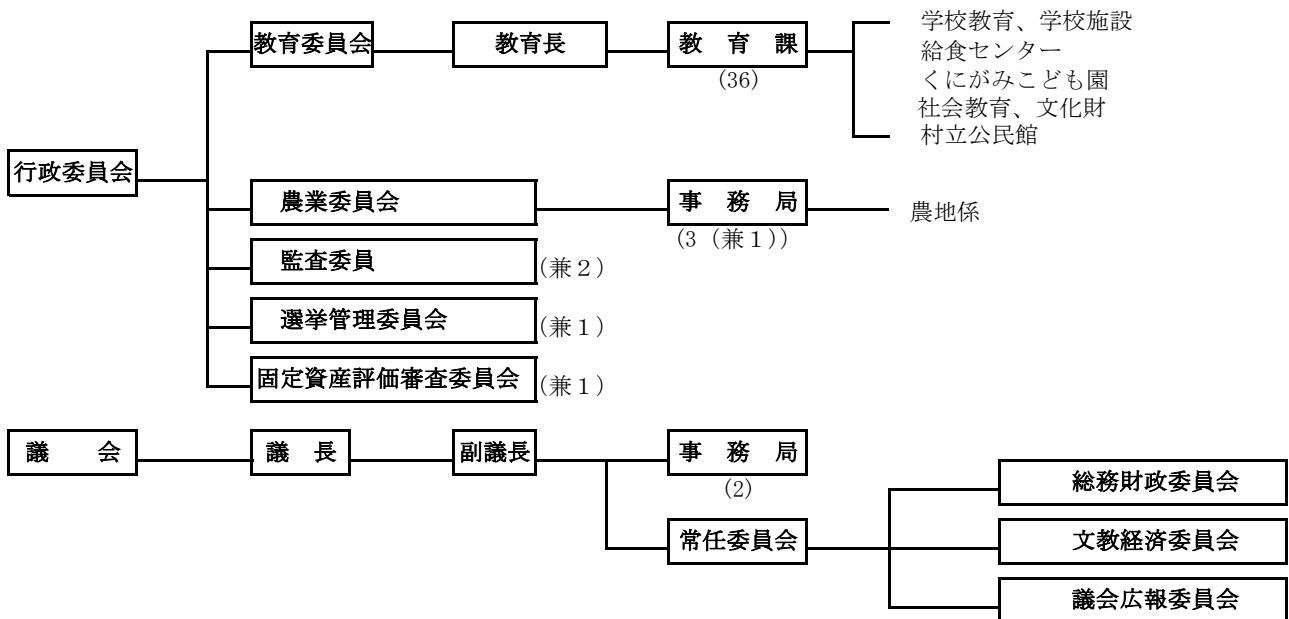 教育委員会
教育長
教　育　課
(36)
学校教育、学校施設
給食センター
くにがみこども園
社会教育、文化財
村立公民館
行政委員会
農業委員会
事　務　局
(3（兼１）)
農地係
監査委員
(兼２)
選挙管理委員会
(兼１)
固定資産評価審査委員会
(兼１)
議　　会
議　長
副議長
事　務　局
(2)
常任委員会
総務財政委員会
文教経済委員会
議会広報委員会